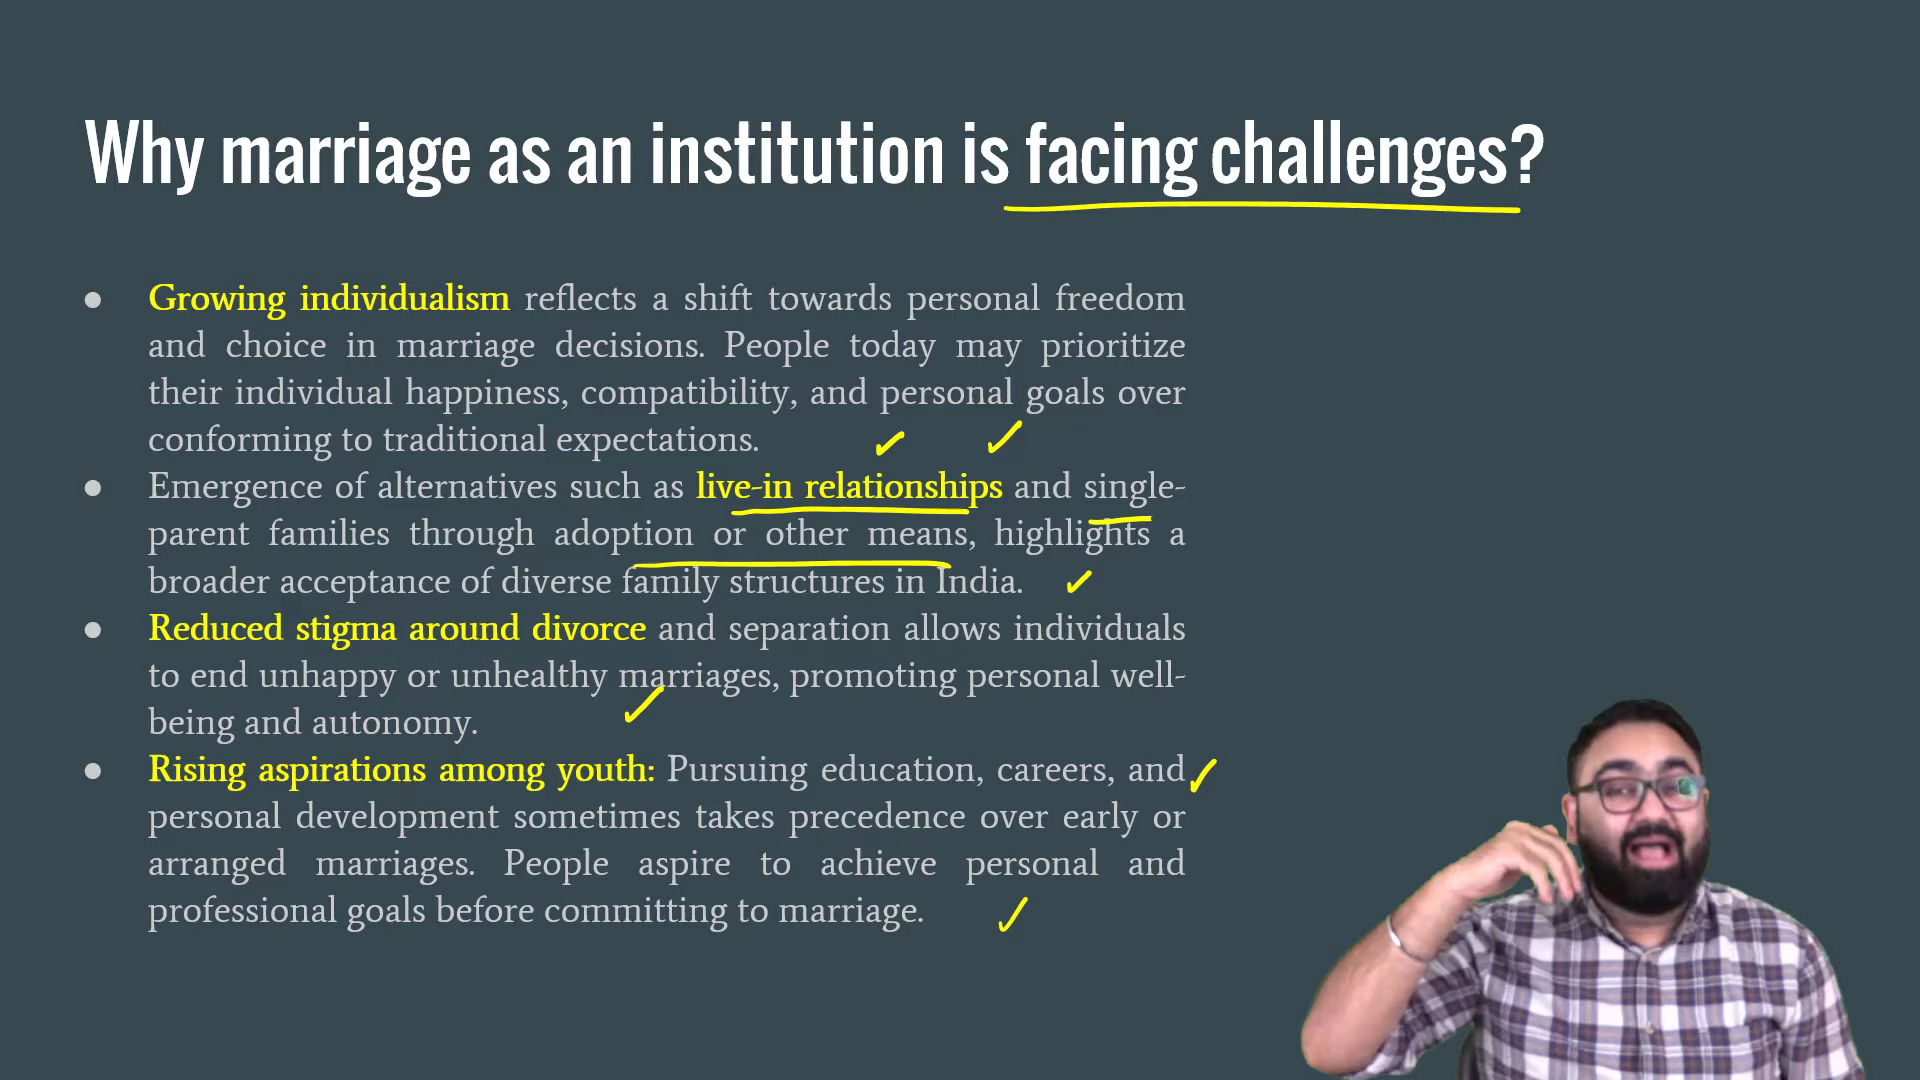 Why marriage as an institution is facing challenges?
● Growing individualism reflects a shift towards personal freedom
and choice in marriage decisions. People today may prioritize
their individual happiness, compatibility, and personal goals over
conforming to traditional expectations.
● Emergence of alternatives such as live-in relationships and single-
parent families through adoption or other means, highlights a
broader acceptance of diverse family structures in India.
● Reduced stigma around divorce and separation allows individuals
to end unhappy or unhealthy marriages, promoting personal well-
being and autonomy.
● Rising aspirations among youth: Pursuing education, careers, and
personal development sometimes takes precedence over early or
arranged marriages. People aspire to achieve personal and
professional goals before committing to marriage.